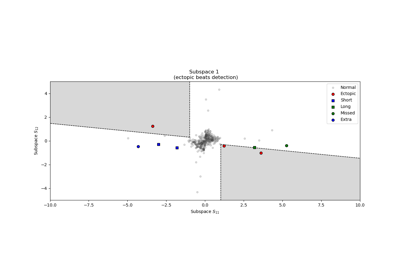 Subspace 1
(ectopic beats detection)
Normal
Ectopic
Short
Long
Missed
Extra
4
2
0
−2
−4
Subspace S₁₂
−10.0
−7.5
−5.0
−2.5
0.0
2.5
5.0
7.5
10.0
Subspace S₁₁